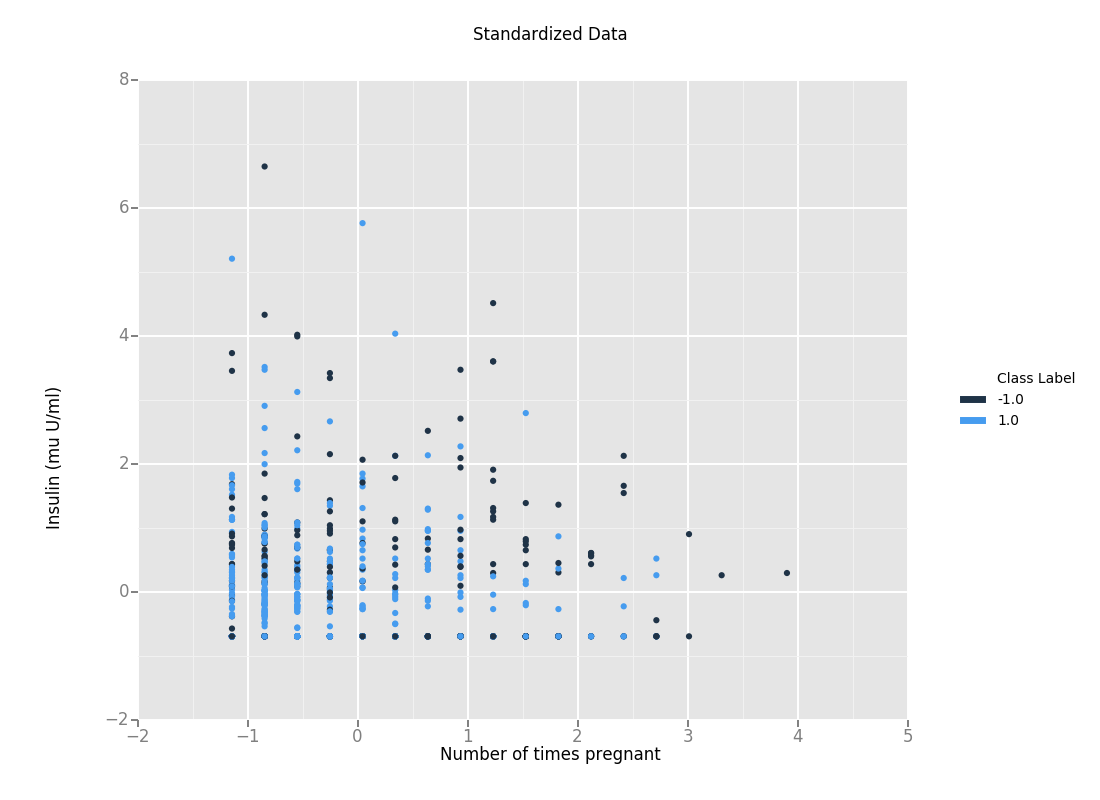 Standardized Data
8
6
4
2
0
−2
Insulin (mu U/ml)
−2 −1 0 1 2 3 4 5
Number of times pregnant
Class Label
-1.0
1.0